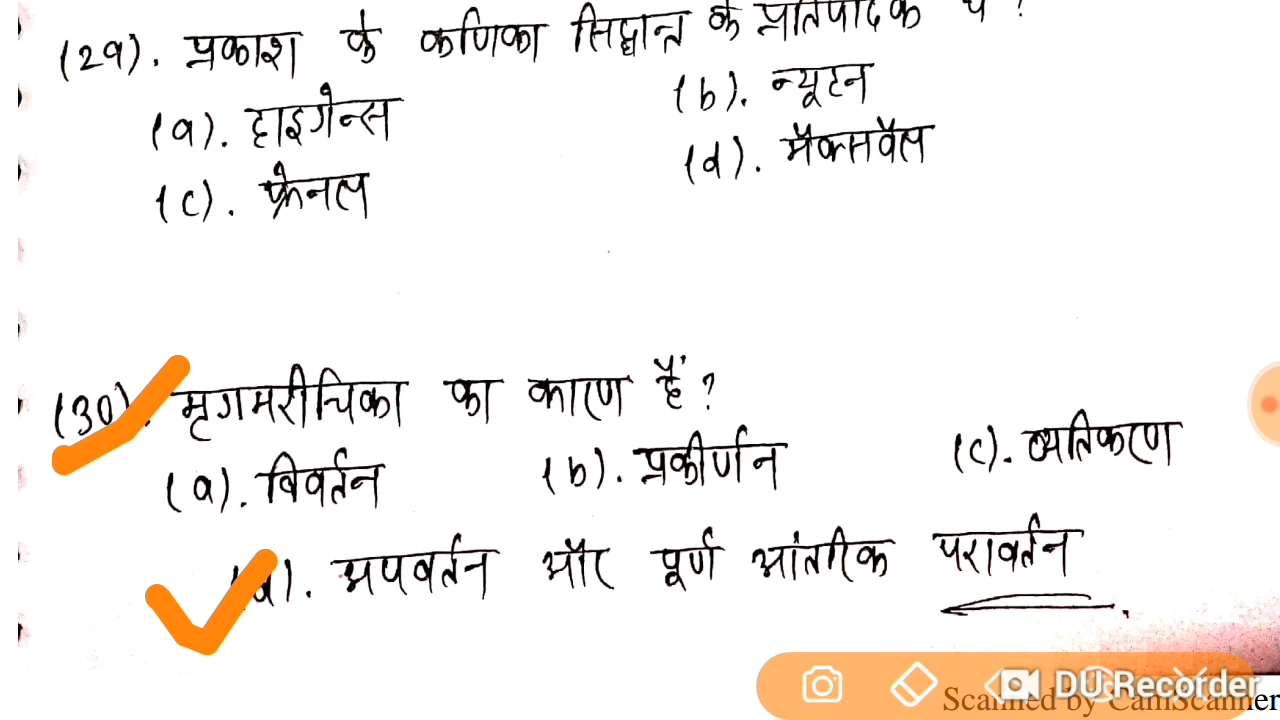 (29). प्रकाश के कणिका सिद्धान्त के प्रतिपादक थे ?
(a). हाइगेन्स (b). न्यूटन
(c). फ्रेनल (d). मैक्सवैल
(30). मृगमरीचिका का कारण हैं ?
(a). विवर्तन (b). प्रकीर्णन (c). व्यतिकरण
(d). अपवर्तन और पूर्ण आंतरिक परावर्तन
DU Recorder
Scanned by CamScanner